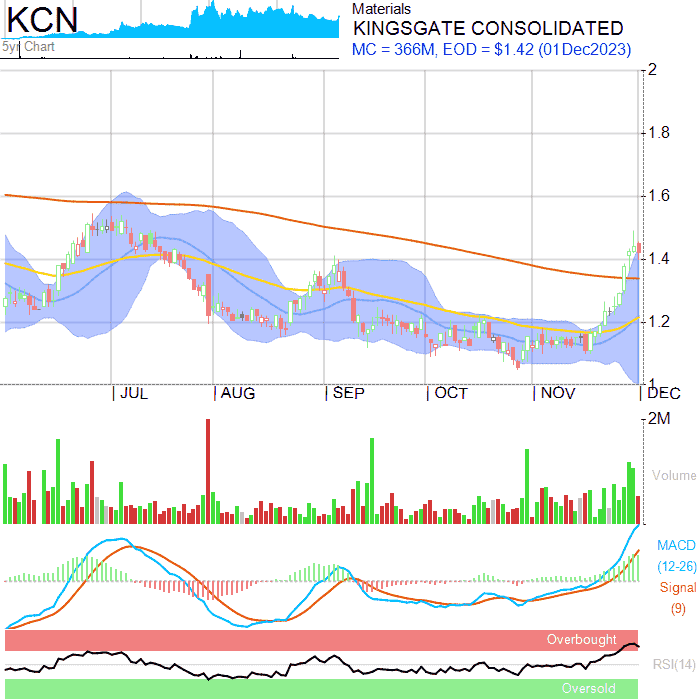 KCN
5yr Chart
Materials
KINGSGATE CONSOLIDATED
MC = 366M, EOD = $1.42 (01Dec2023)
2
1.8
1.6
1.4
1.2
1
JUL AUG SEP OCT NOV DEC
2M
Volume
MACD
(12-26)
Signal
(9)
Overbought
RSI(14)
Oversold